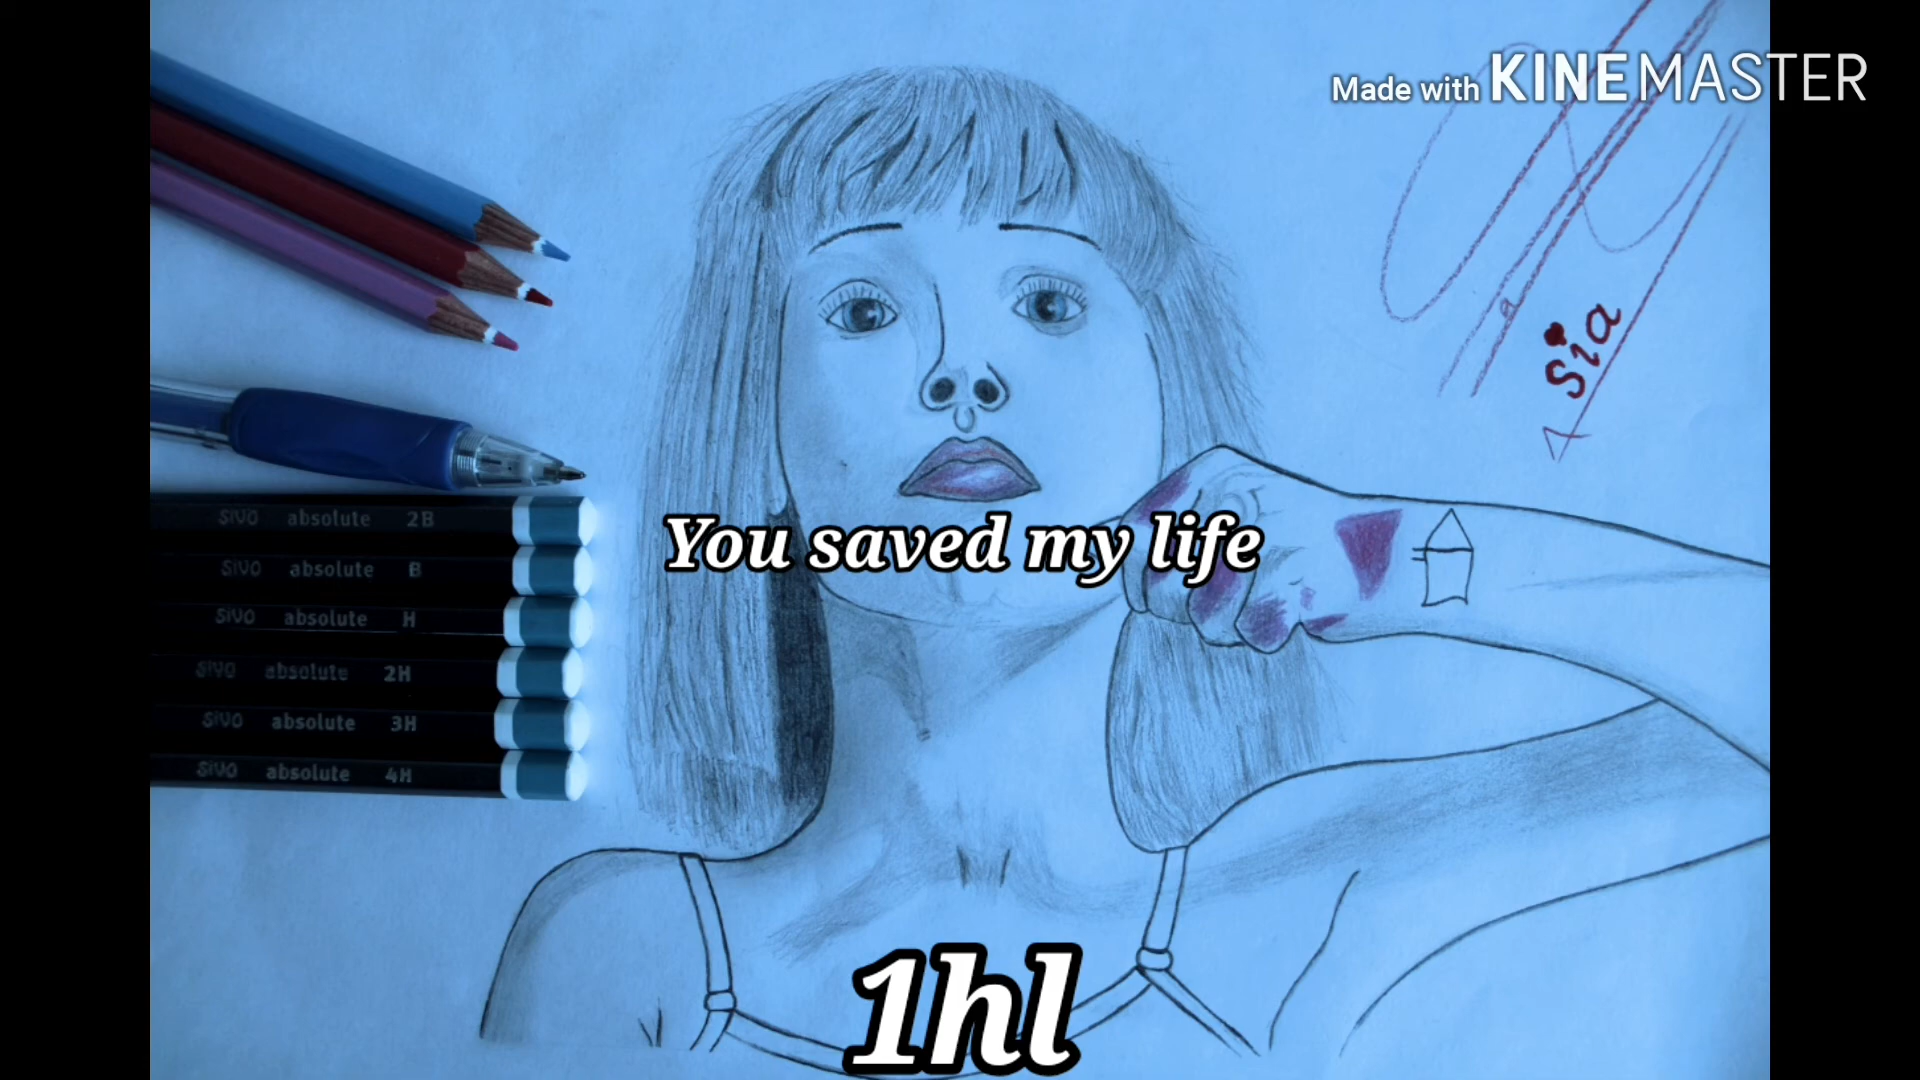 Made with KINEMASTER
sia
SIVO absolute 2B
You saved my life
SIVO absolute B
SIVO absolute H
SIVO absolute 2H
SIVO absolute 3H
SIVO absolute 4H
1hl